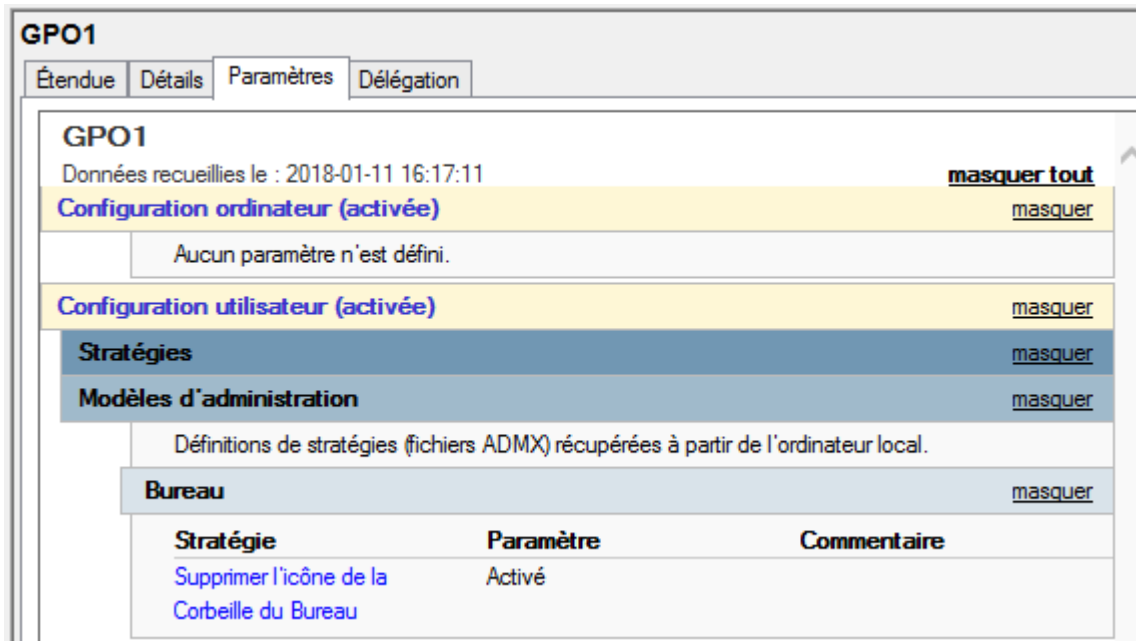 GPO1
Étendue Détails Paramètres Délégation
GPO1
Données recueillies le : 2018-01-11 16:17:11 masquer tout
Configuration ordinateur (activée) masquer
Aucun paramètre n'est défini.
Configuration utilisateur (activée) masquer
Stratégies masquer
Modèles d'administration masquer
Définitions de stratégies (fichiers ADMX) récupérées à partir de l'ordinateur local.
Bureau masquer
Stratégie Paramètre Commentaire
Supprimer l'icône de la Activé
Corbeille du Bureau